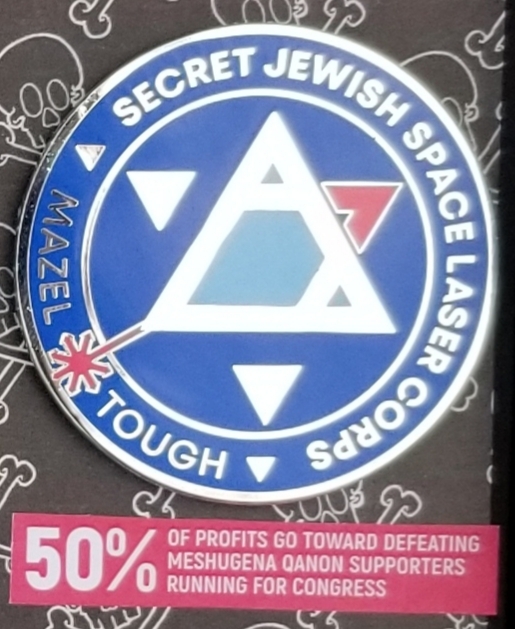 SECRET JEWISH SPACE LASER CORPS
MAZEL
TOUGH
50%
OF PROFITS GO TOWARD DEFEATING
MESHUGENA QANON SUPPORTERS
RUNNING FOR CONGRESS